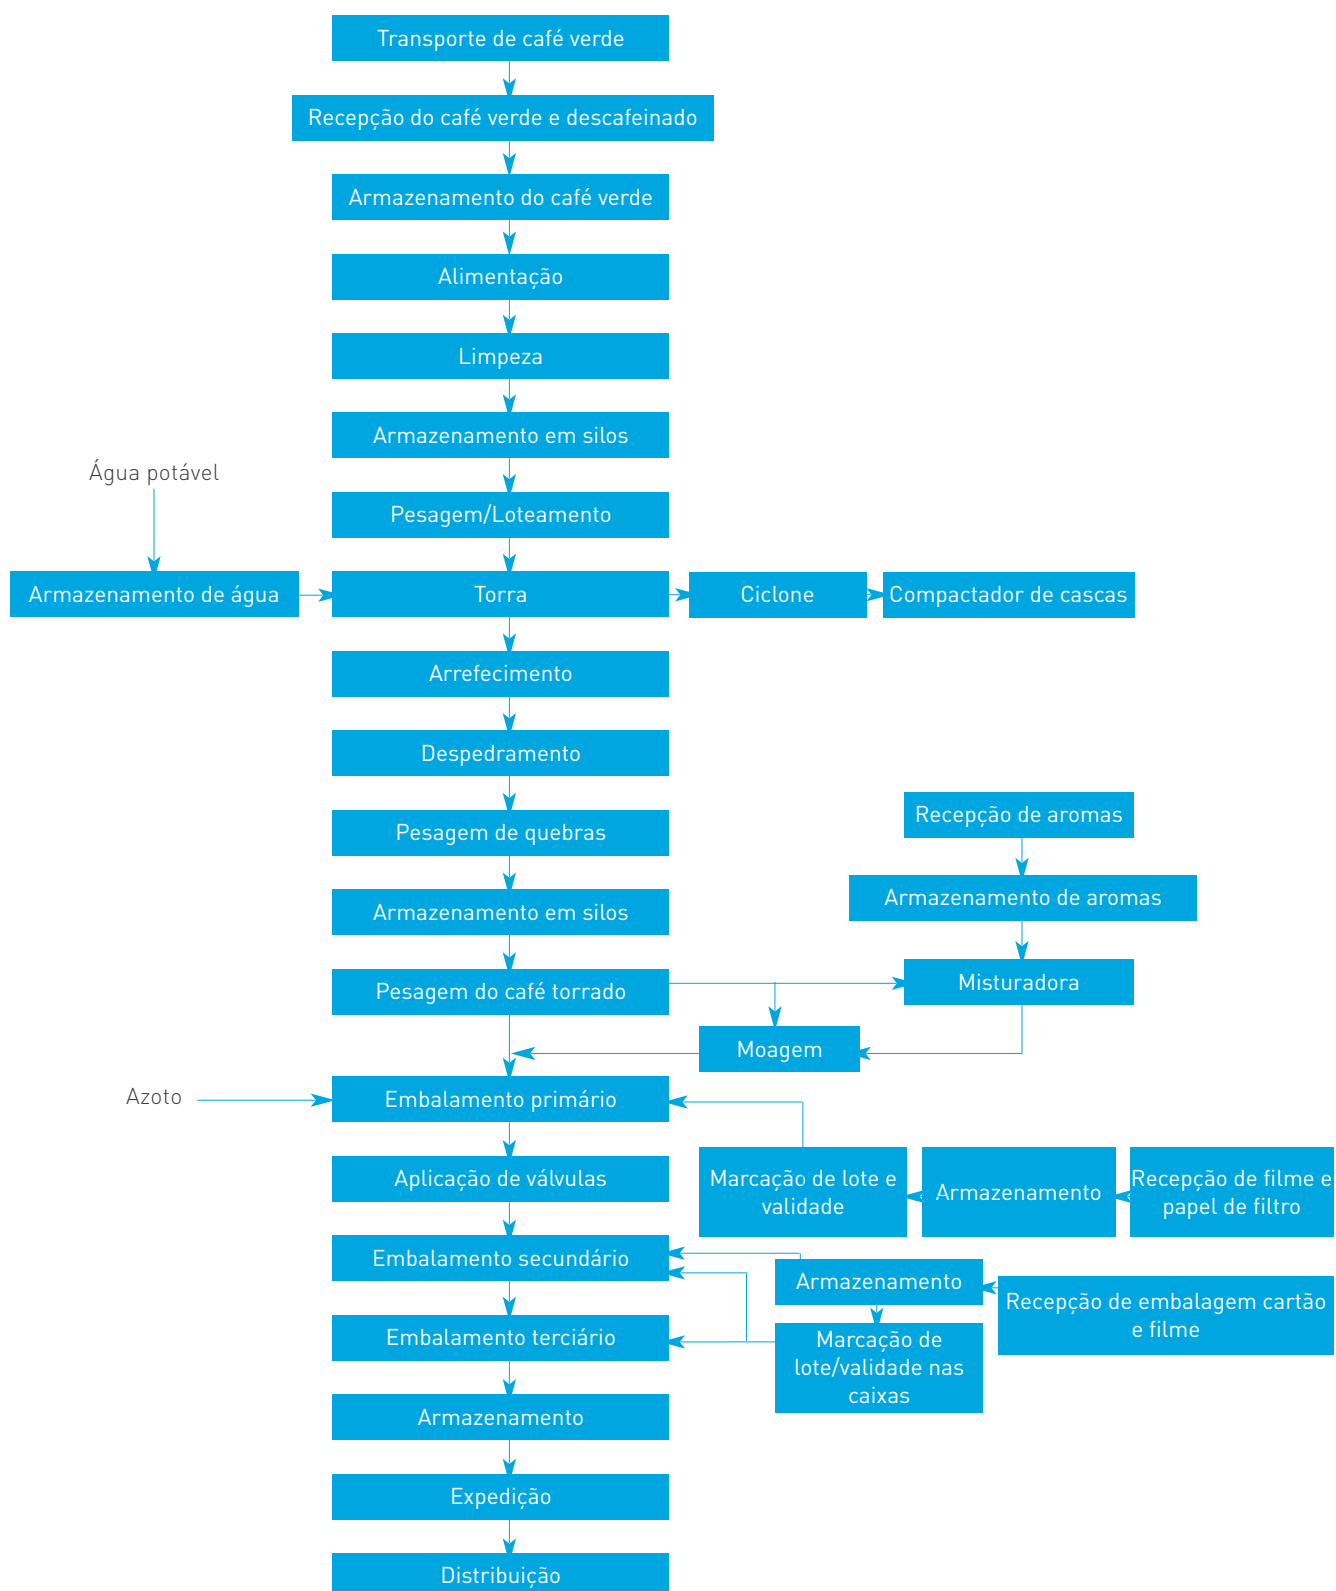 Transporte de café verde
Recepção do café verde e descafeinado
Armazenamento do café verde
Alimentação
Limpeza
Armazenamento em silos
Água potável
Pesagem/Loteamento
Armazenamento de água
Torra
Ciclone
Compactador de cascas
Arrefecimento
Despedramento
Pesagem de quebras
Recepção de aromas
Armazenamento de aromas
Armazenamento em silos
Pesagem do café torrado
Misturadora
Moagem
Azoto
Embalamento primário
Aplicação de válvulas
Marcação de lote e
validade
Armazenamento
Recepção de filme e
papel de filtro
Embalamento secundário
Armazenamento
Recepção de embalagem cartão
e filme
Embalamento terciário
Marcação de
lote/validade nas
caixas
Armazenamento
Expedição
Distribuição